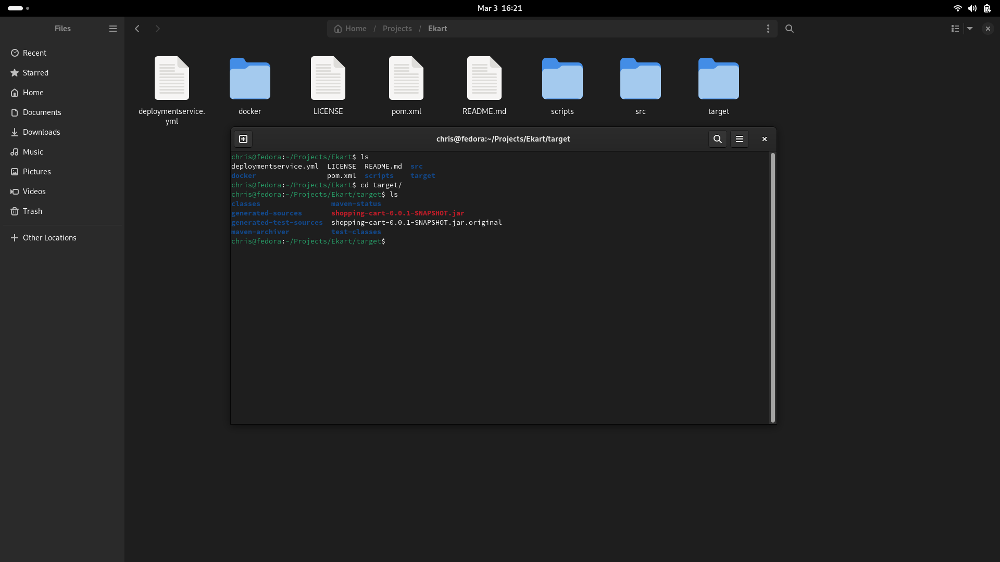 Mar 3 16:21
Files
Home / Projects / Ekart
Recent
Starred
Home
Documents
Downloads
Music
Pictures
Videos
Trash
Other Locations
deploymentservice.
yml
docker
LICENSE
pom.xml
README.md
scripts
src
target
chris@fedora:~/Projects/Ekart/target
chris@fedora:~/Projects/Ekart$ ls
deploymentservice.yml  LICENSE  README.md  src
docker                 pom.xml  scripts    target
chris@fedora:~/Projects/Ekart$ cd target/
chris@fedora:~/Projects/Ekart/target$ ls
classes                 maven-status
generated-sources       shopping-cart-0.0.1-SNAPSHOT.jar
generated-test-sources  shopping-cart-0.0.1-SNAPSHOT.jar.original
maven-archiver          test-classes
chris@fedora:~/Projects/Ekart/target$